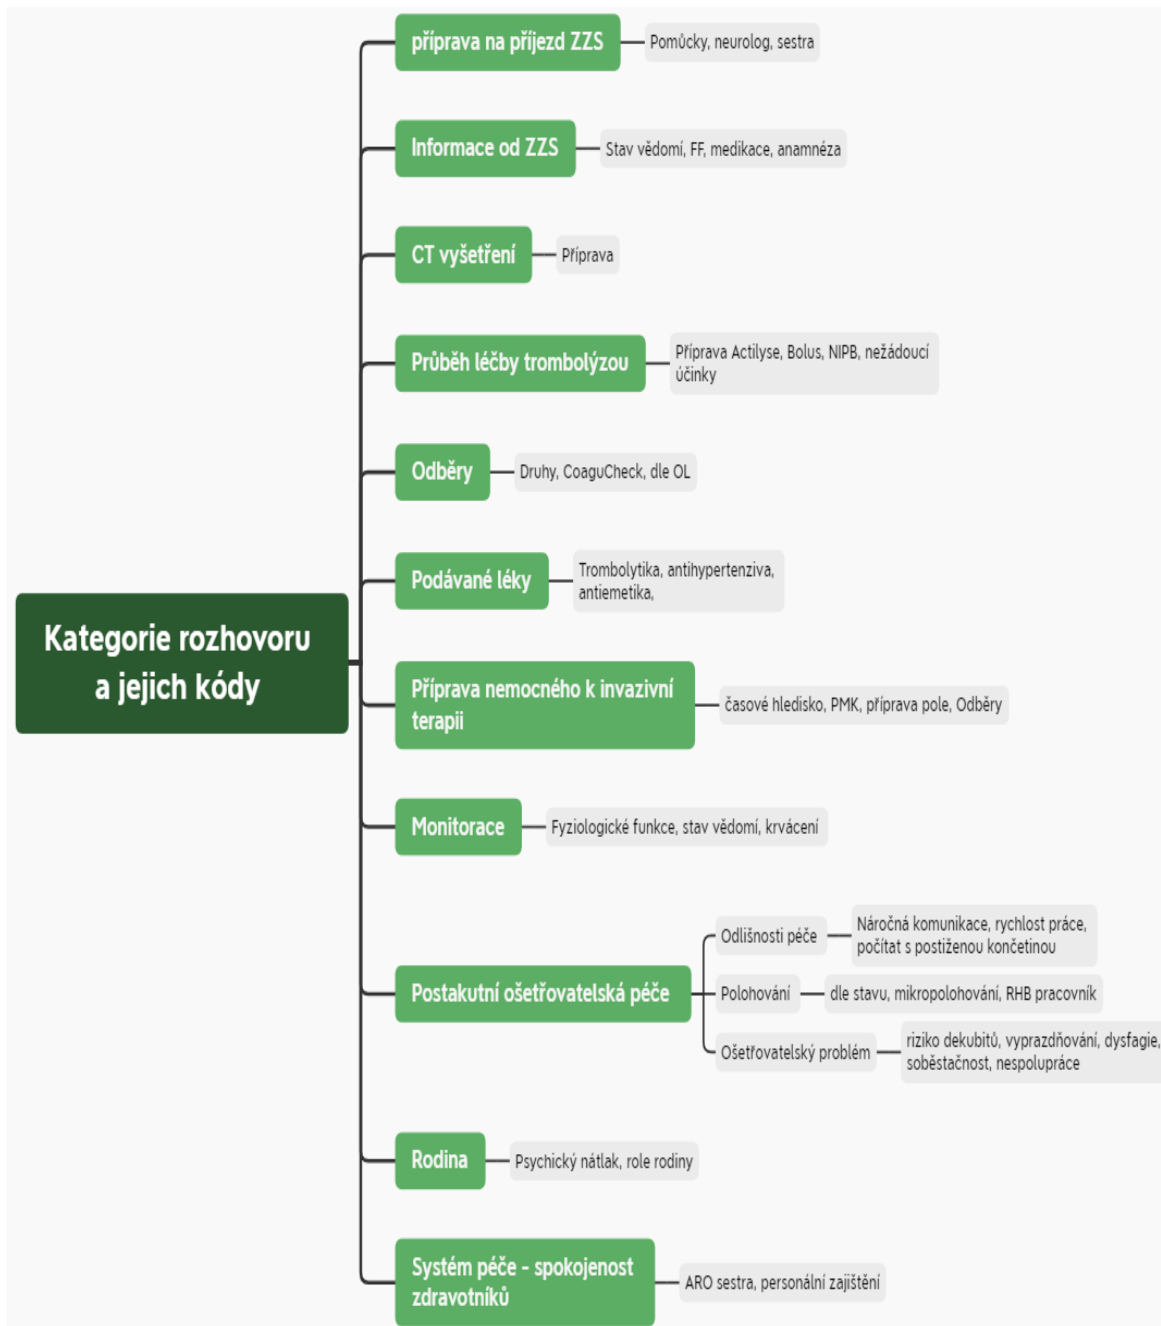 příprava na příjezd ZZS
Pomůcky, neurolog, sestra
Informace od ZZS
Stav vědomí, FF, medikace, anamnéza
CT vyšetření
Příprava
Průběh léčby trombolýzou
Příprava Actilyse, Bolus, NIPB, nežádoucí
účinky
Odběry
Druhy, CoaguCheck, dle OL
Podávané léky
Trombolytika, antihypertenziva,
antiemetika,
Kategorie rozhovoru
a jejich kódy
Příprava nemocného k invazivní
terapii
časové hledisko, PMK, příprava pole, Odběry
Monitorace
Fyziologické funkce, stav vědomí, krvácení
Postakutní ošetřovatelská péče
Odlišnosti péče
Náročná komunikace, rychlost práce,
počítat s postiženou končetinou
Polohování
dle stavu, mikropolohování, RHB pracovník
Ošetřovatelský problém
riziko dekubitů, vyprazdňování, dysfagie,
soběstačnost, nespolupráce
Rodina
Psychický nátlak, role rodiny
Systém péče - spokojenost
zdravotníků
ARO sestra, personální zajištění